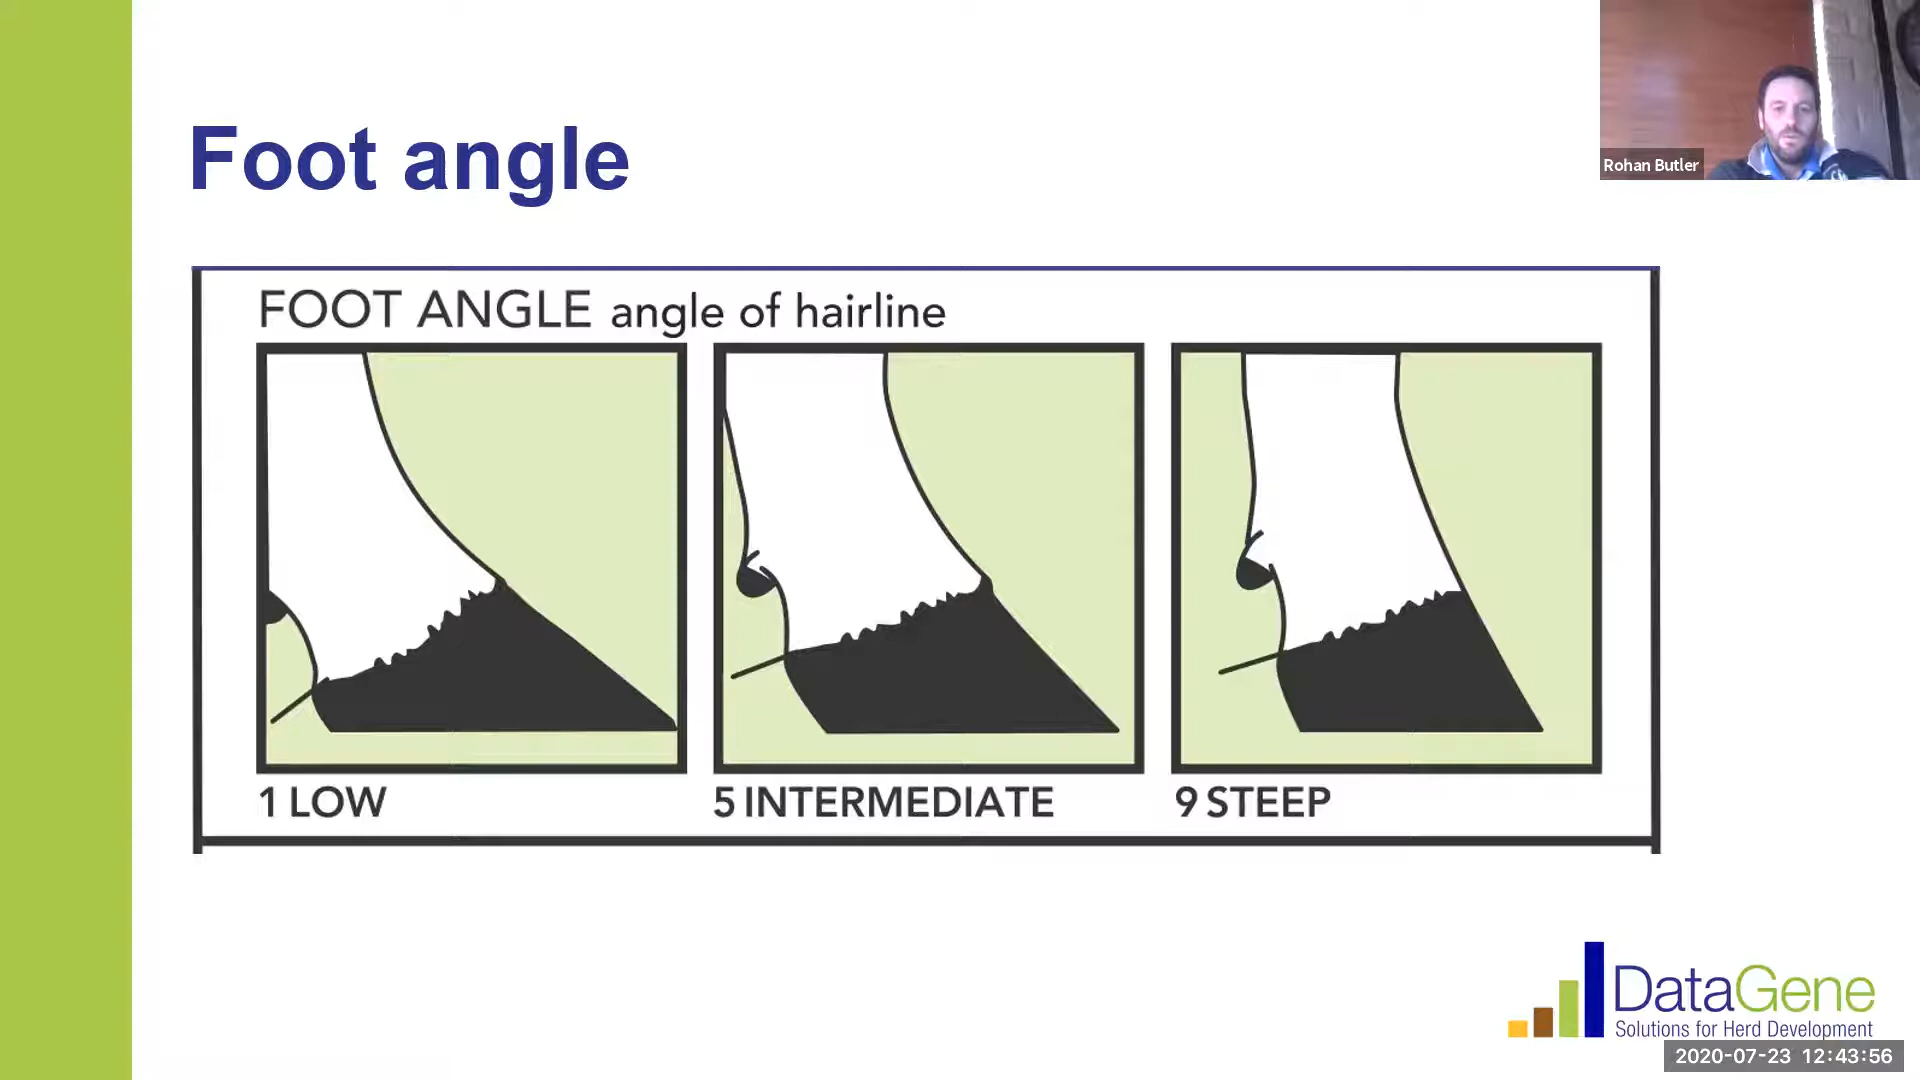 Foot angle
Rohan Butler
FOOT ANGLE angle of hairline
1 LOW
5 INTERMEDIATE
9 STEEP
DataGene
Solutions for Herd Development
2020-07-23 12:43:56